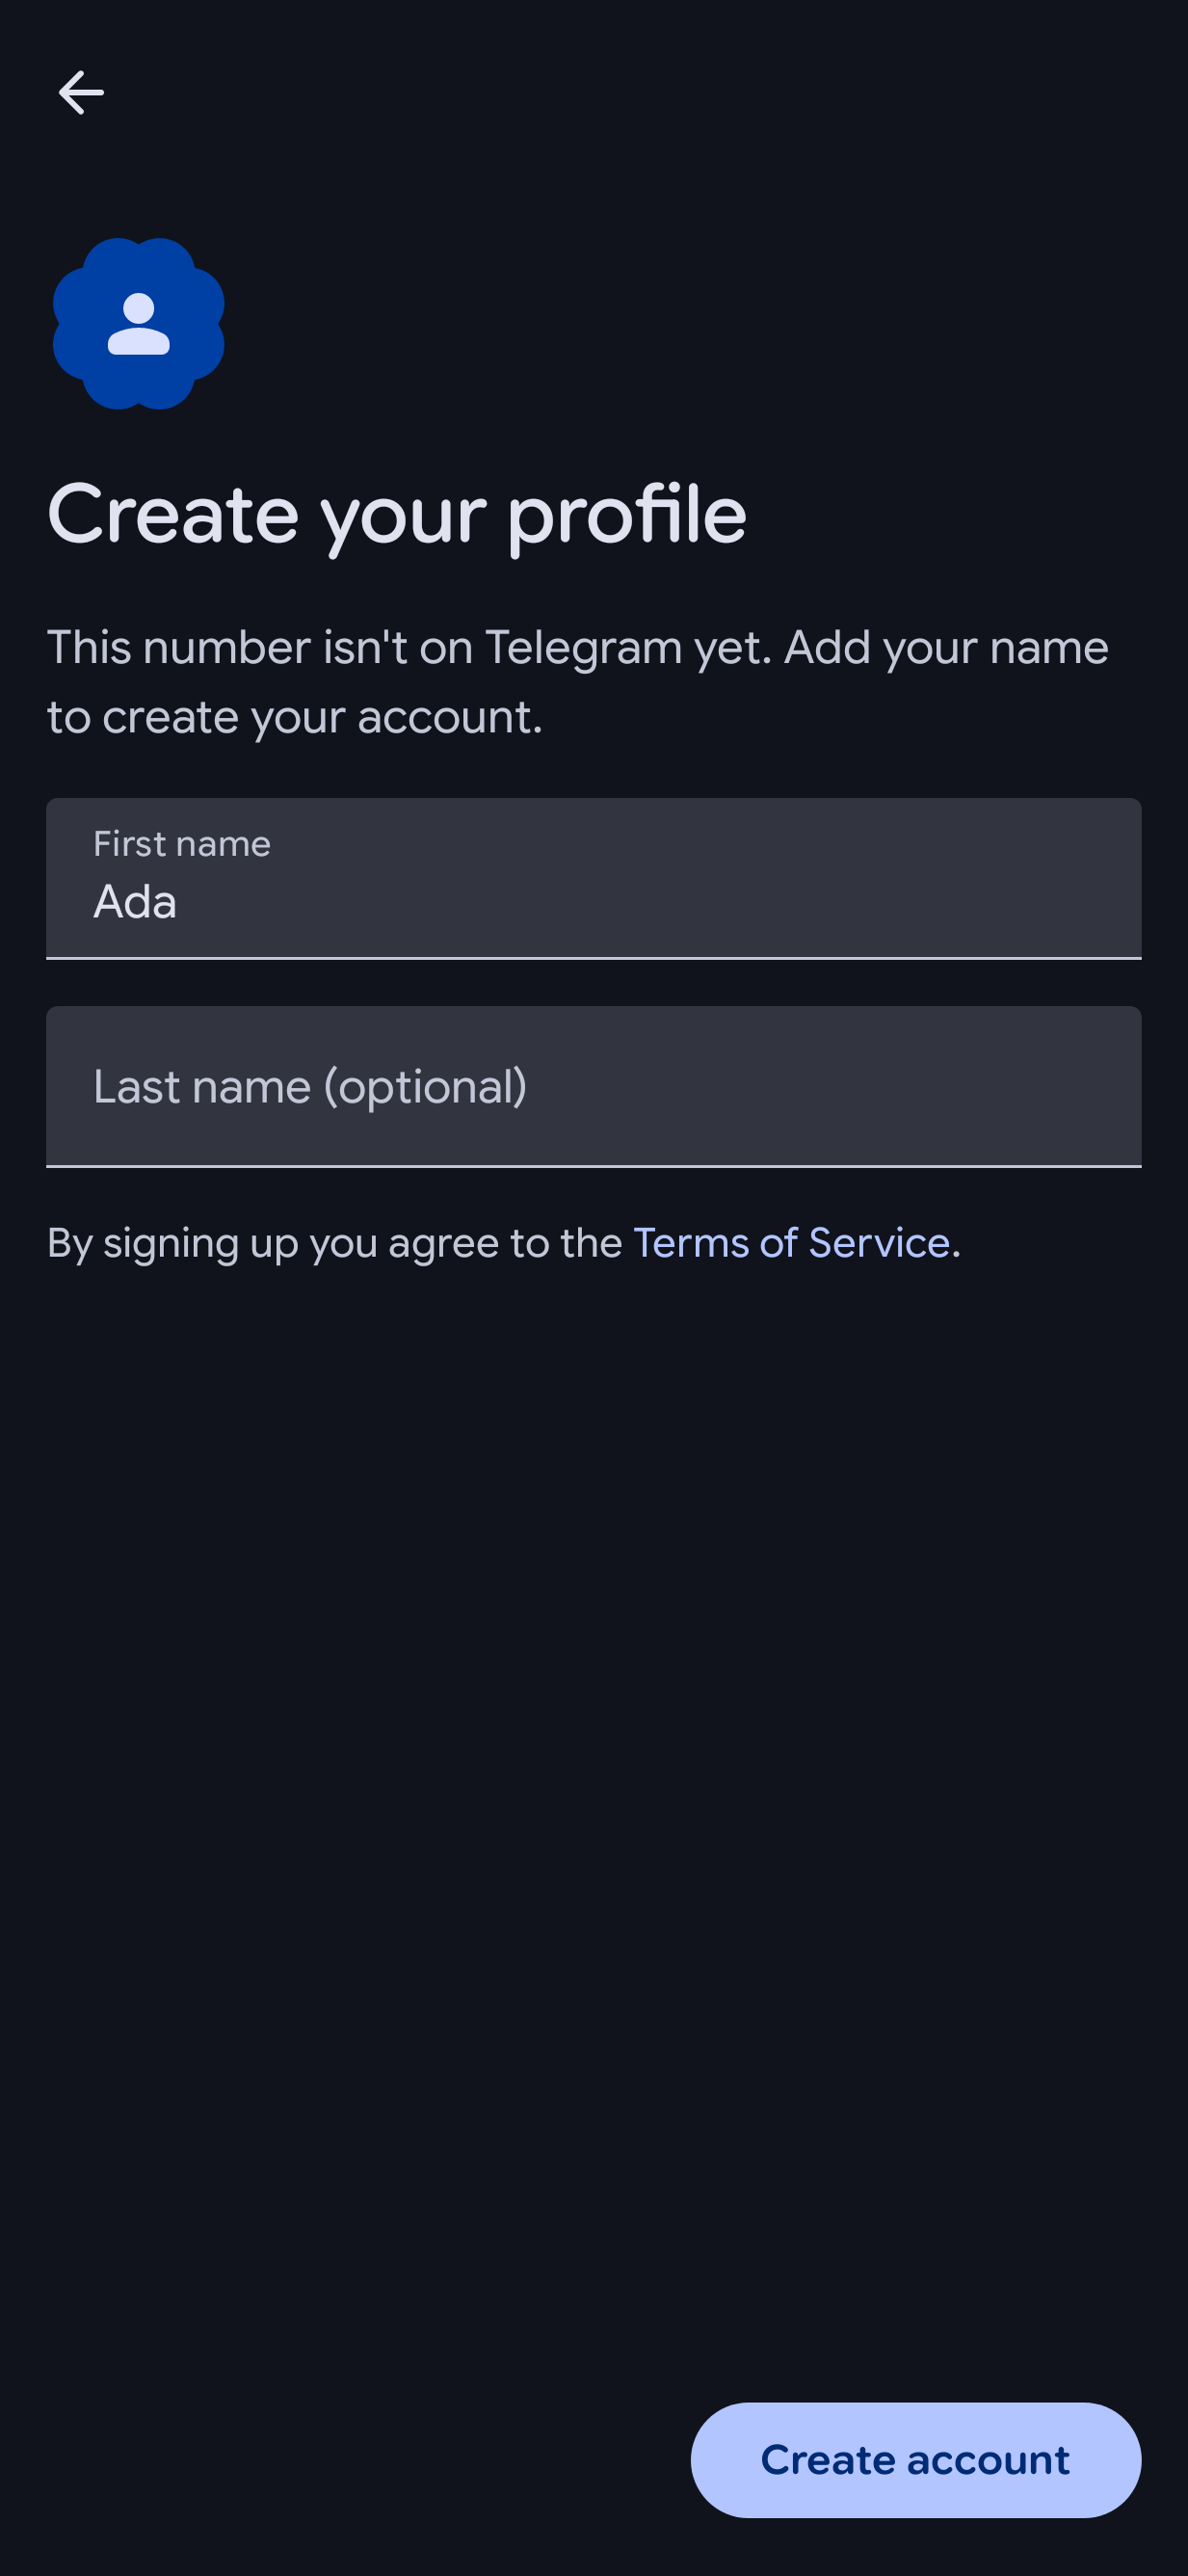 Create your profile
This number isn't on Telegram yet. Add your name
to create your account.
First name
Ada
Last name (optional)
By signing up you agree to the Terms of Service.
Create account